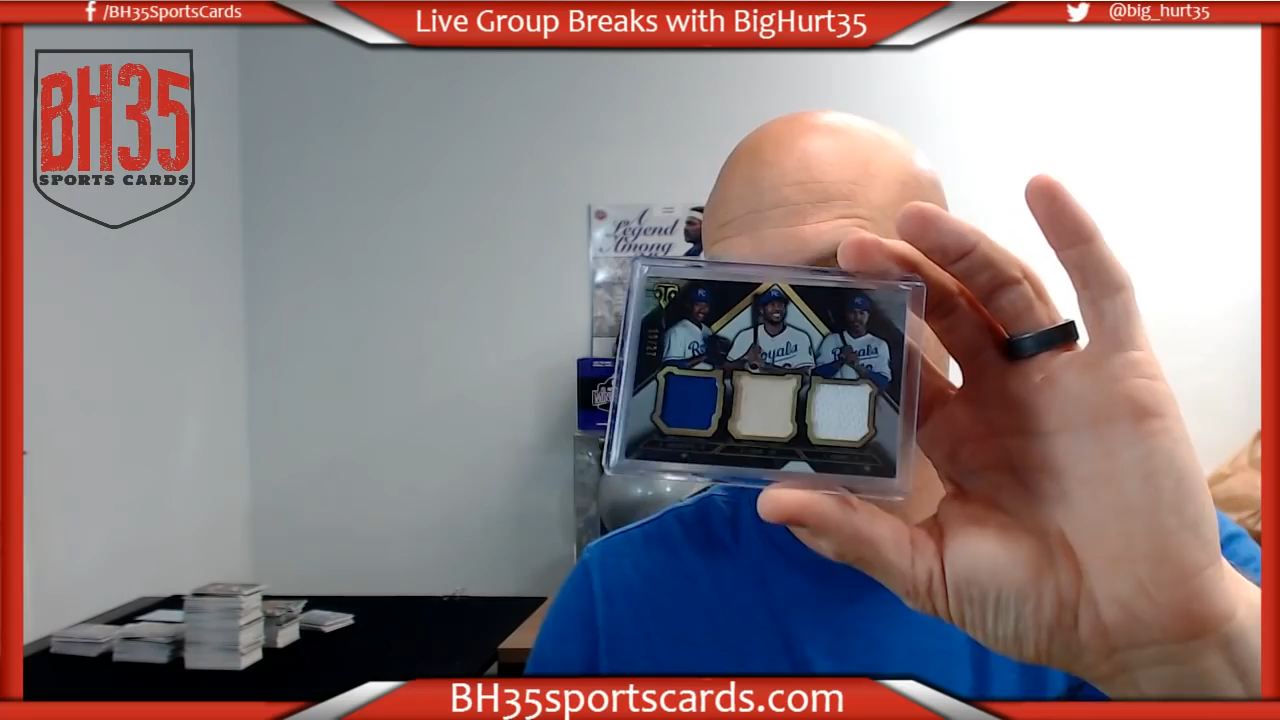 /BH35SportsCards
Live Group Breaks with BigHurt35
@big_hurt35
BH35
SPORTS CARDS
A
Legend
Among
Royals
BH35sportscards.com